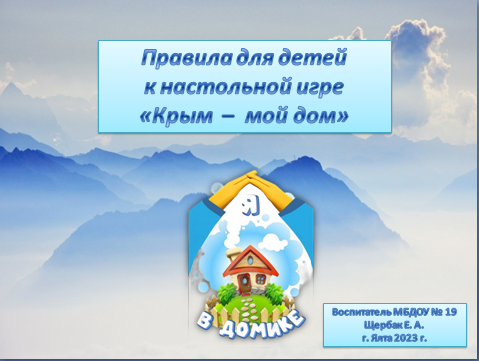 Правила для детей
к настольной игре
«Крым – мой дом»
Я
В ДОМИКЕ
Воспитатель МБДОУ № 19
Щербак Е. А.
г. Ялта 2023 г.